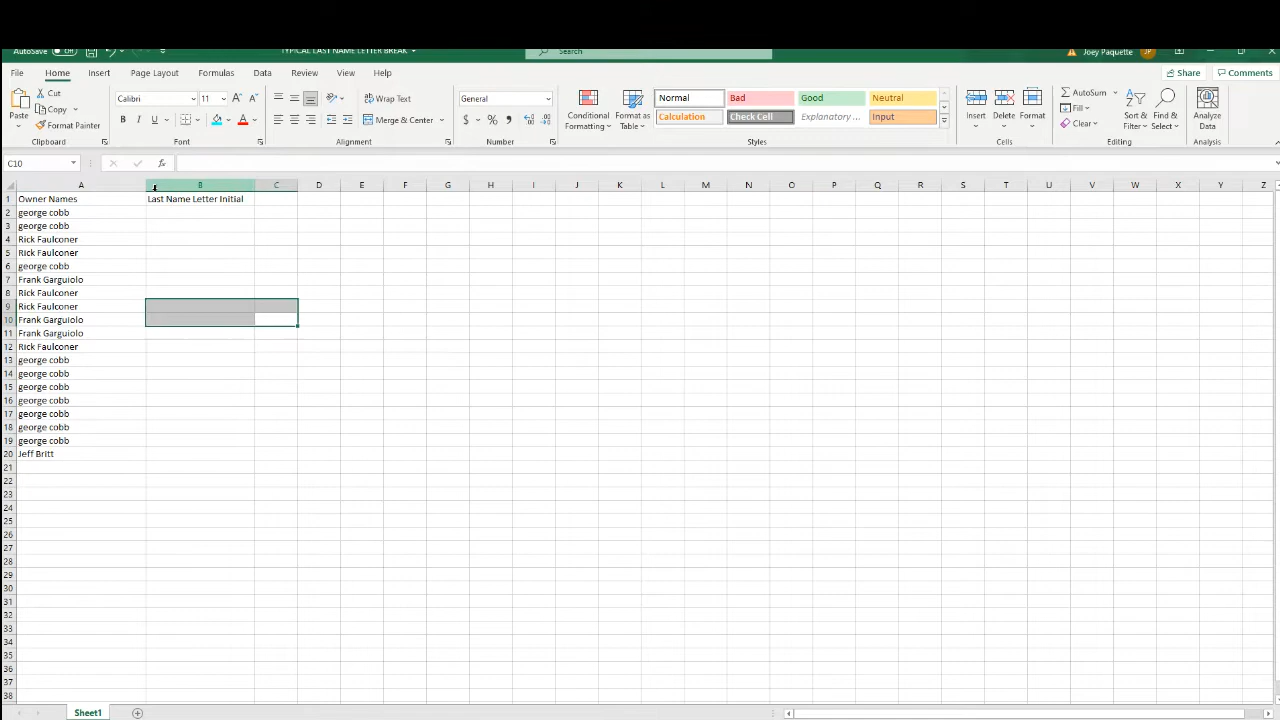 AutoSave Off TYPICAL LAST NAME LETTER BREAK Search Joey Paquette JP
File Home Insert Page Layout Formulas Data Review View Help Share Comments
Paste Cut Copy Format Painter Clipboard
Calibri 11 B I U A Font
Wrap Text Merge & Center Alignment
General $ % Number
Conditional Formatting Format as Table Normal Bad Good Neutral Calculation Check Cell Explanatory ... Input Styles
Insert Delete Format Cells
AutoSum Fill Clear Sort & Filter Find & Select Editing
Analyze Data Analysis
C10 fx
A B C D E F G H I J K L M N O P Q R S T U V W X Y Z
1 Owner Names Last Name Letter Initial
2 george cobb
3 george cobb
4 Rick Faulconer
5 Rick Faulconer
6 george cobb
7 Frank Garguiolo
8 Rick Faulconer
9 Rick Faulconer
10 Frank Garguiolo
11 Frank Garguiolo
12 Rick Faulconer
13 george cobb
14 george cobb
15 george cobb
16 george cobb
17 george cobb
18 george cobb
19 george cobb
20 Jeff Britt
21
22
23
24
25
26
27
28
29
30
31
32
33
34
35
36
37
38
Sheet1